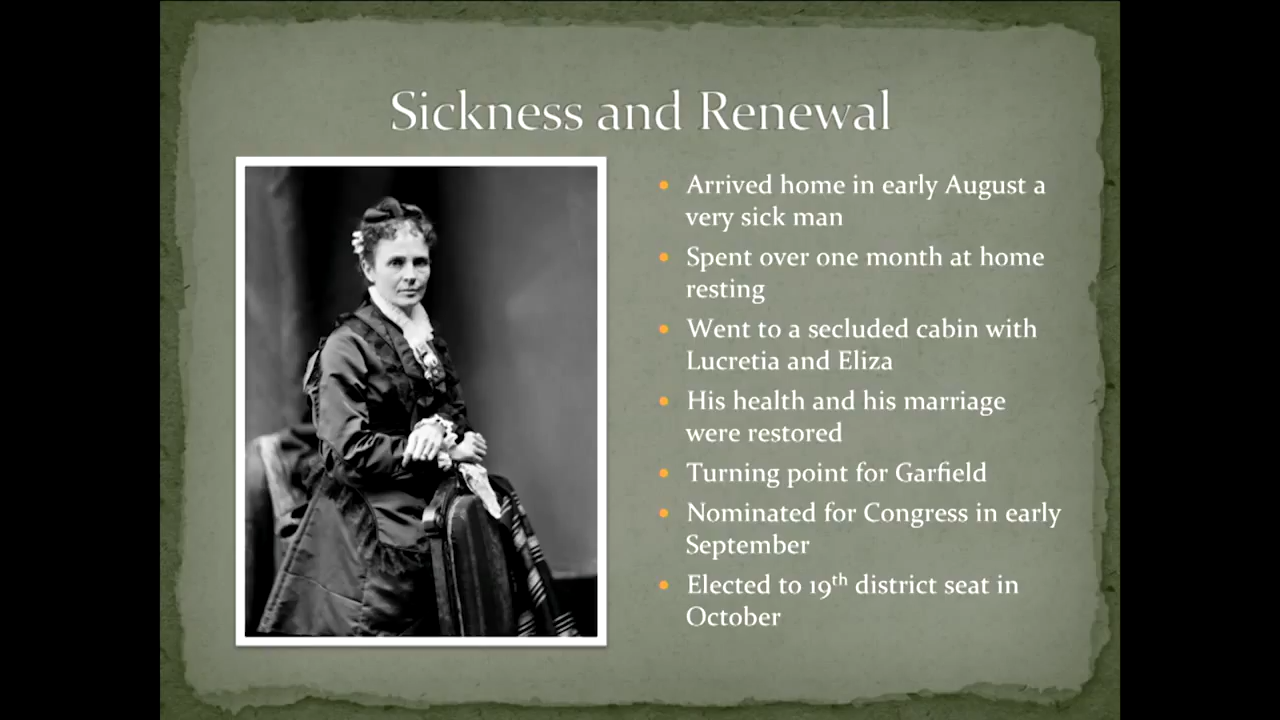 Sickness and Renewal
• Arrived home in early August a
very sick man
• Spent over one month at home
resting
• Went to a secluded cabin with
Lucretia and Eliza
• His health and his marriage
were restored
• Turning point for Garfield
• Nominated for Congress in early
September
• Elected to 19th district seat in
October